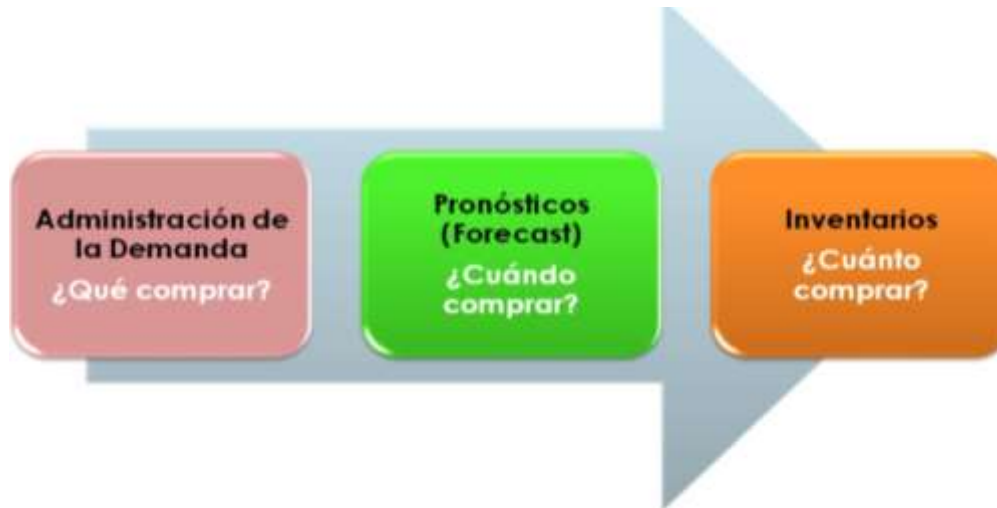 Administración de
la Demanda
¿Qué comprar?
Pronósticos
(Forecast)
¿Cuándo
comprar?
Inventarios
¿Cuánto
comprar?